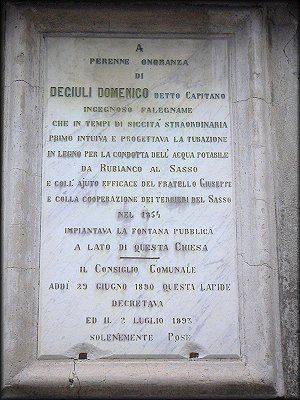 A
PERENNE ONORANZA
DI
DEGIULI DOMENICO DETTO CAPITANO
INGEGNOSO FALEGNAME
CHE IN TEMPI DI SICCITA' STRAORDINARIA
PRIMO INTUIVA E PROGETTAVA LA TUBAZIONE
IN LEGNO PER LA CONDOTTA DELL' ACQUA POTABILE
DA RUBIANCO AL SASSO
E COLL' AJUTO EFFICACE DEL FRATELLO GIUSEPPE
E COLLA COOPERAZIONE DEI TERRIERI DEL SASSO
NEL 1854
IMPIANTAVA LA FONTANA PUBBLICA
A LATO DI QUESTA CHIESA
IL CONSIGLIO COMUNALE
ADDÌ 29 GIUGNO 1890 QUESTA LAPIDE
DECRETAVA
ED IL 2 LUGLIO 1893
SOLENEMENTE POSE